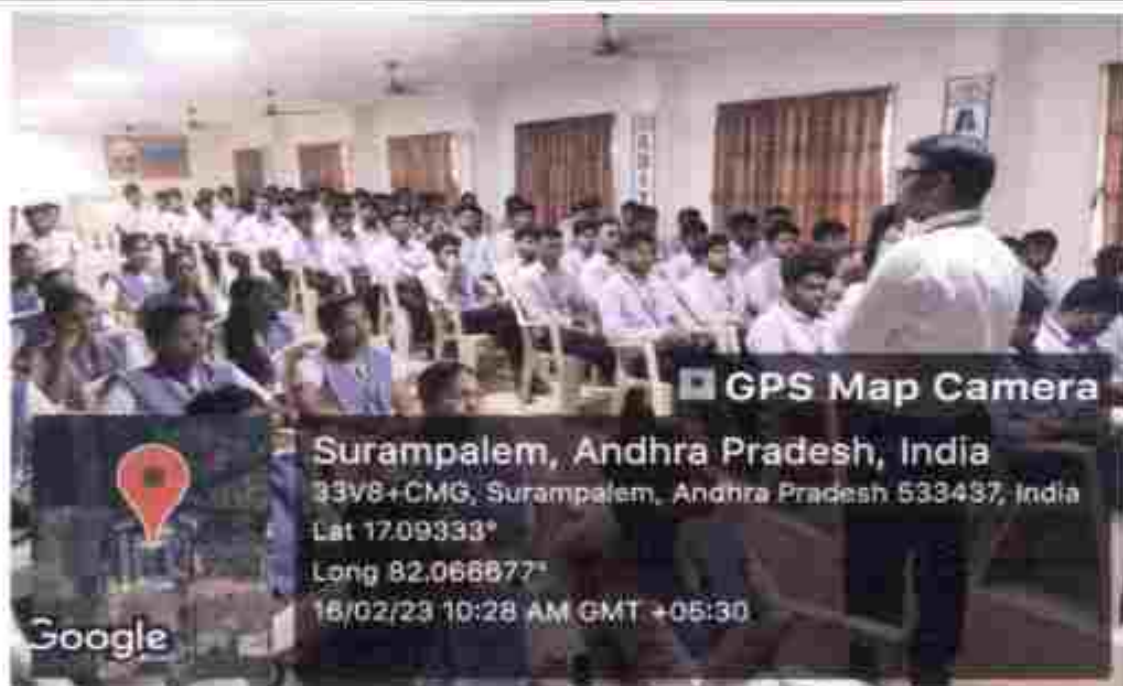 GPS Map Camera
Surampalem, Andhra Pradesh, India
33V8+CMG, Surampalem, Andhra Pradesh 533437, India
Lat 17.09333°
Long 82.066677°
16/02/23 10:28 AM GMT +05:30
Google